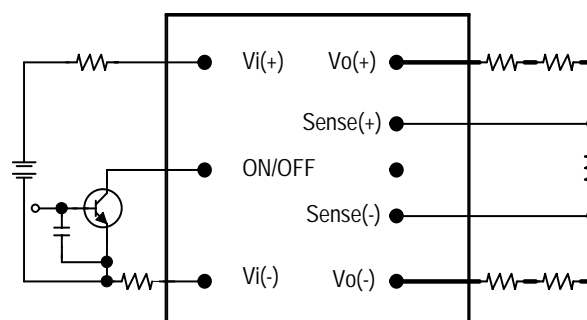 Vi(+) Vo(+)
Sense(+)
ON/OFF
Sense(-)
Vi(-) Vo(-)